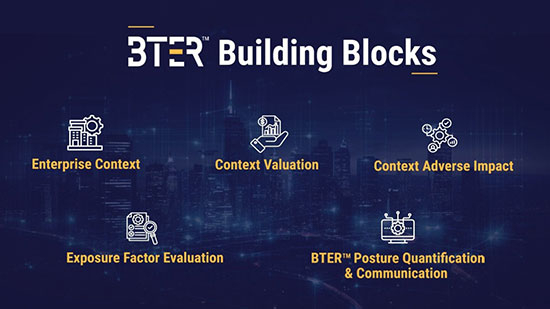 BTER™ Building Blocks
Enterprise Context
Context Valuation
Context Adverse Impact
Exposure Factor Evaluation
BTER™ Posture Quantification
& Communication